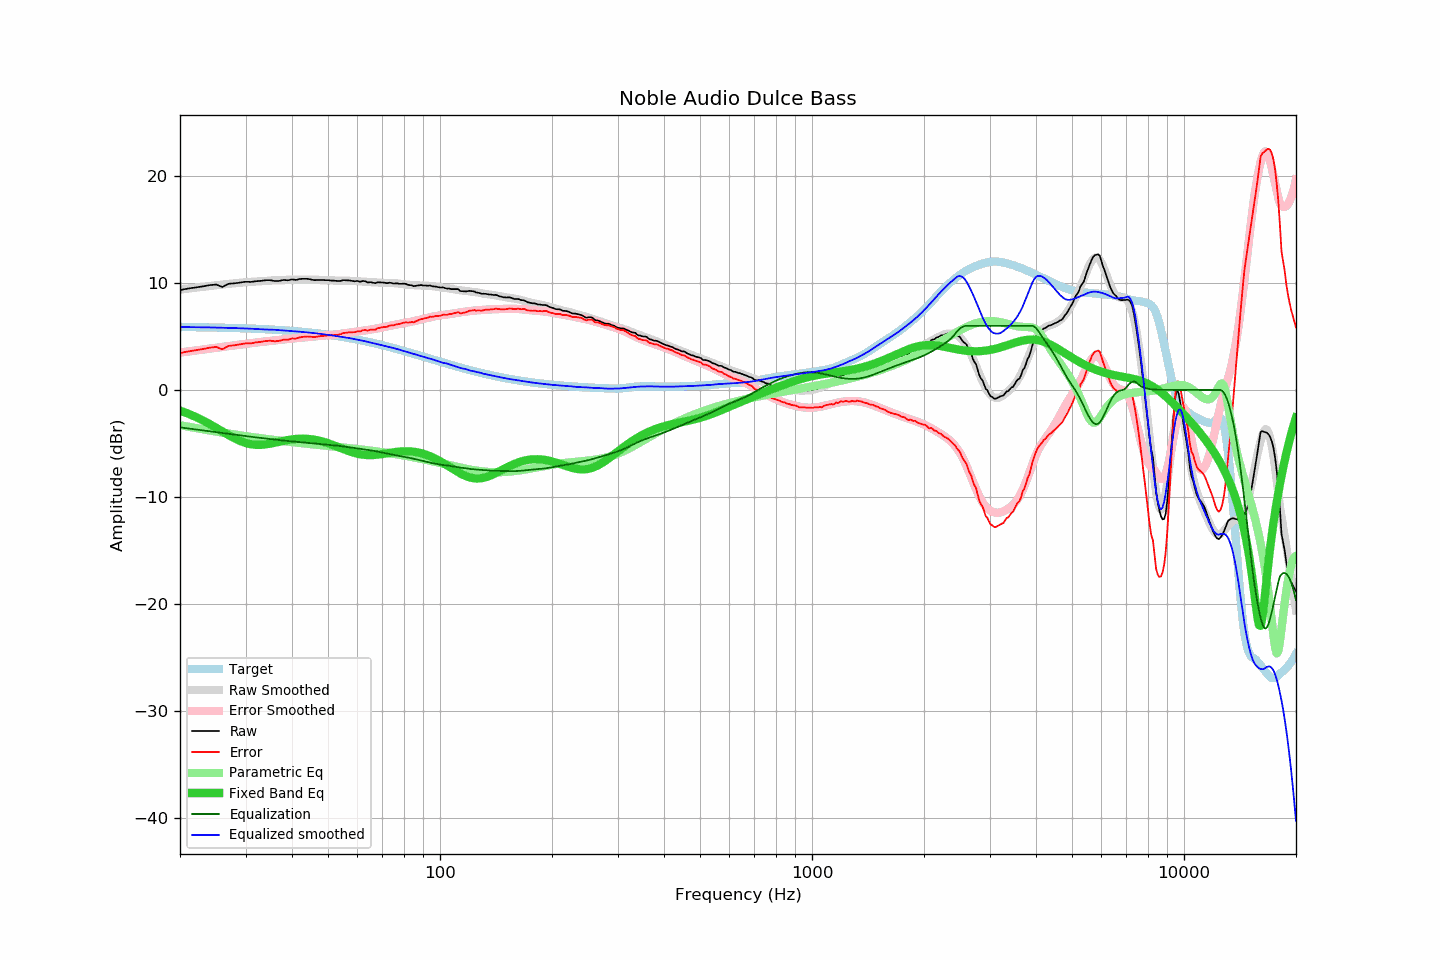 Noble Audio Dulce Bass
20
10
0
−10
−20
−30
−40
Amplitude (dBr)
Target
Raw Smoothed
Error Smoothed
Raw
Error
Parametric Eq
Fixed Band Eq
Equalization
Equalized smoothed
100
1000
10000
Frequency (Hz)